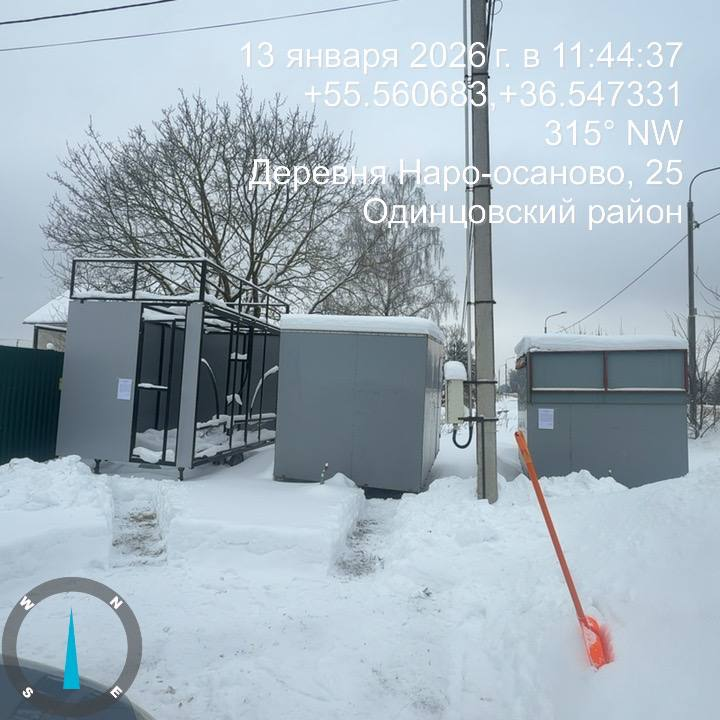 13 января 2026 г. в 11:44:37
+55.560683,+36.547331
315° NW
Деревня Наро-осаново, 25
Одинцовский район
N
W
E
S